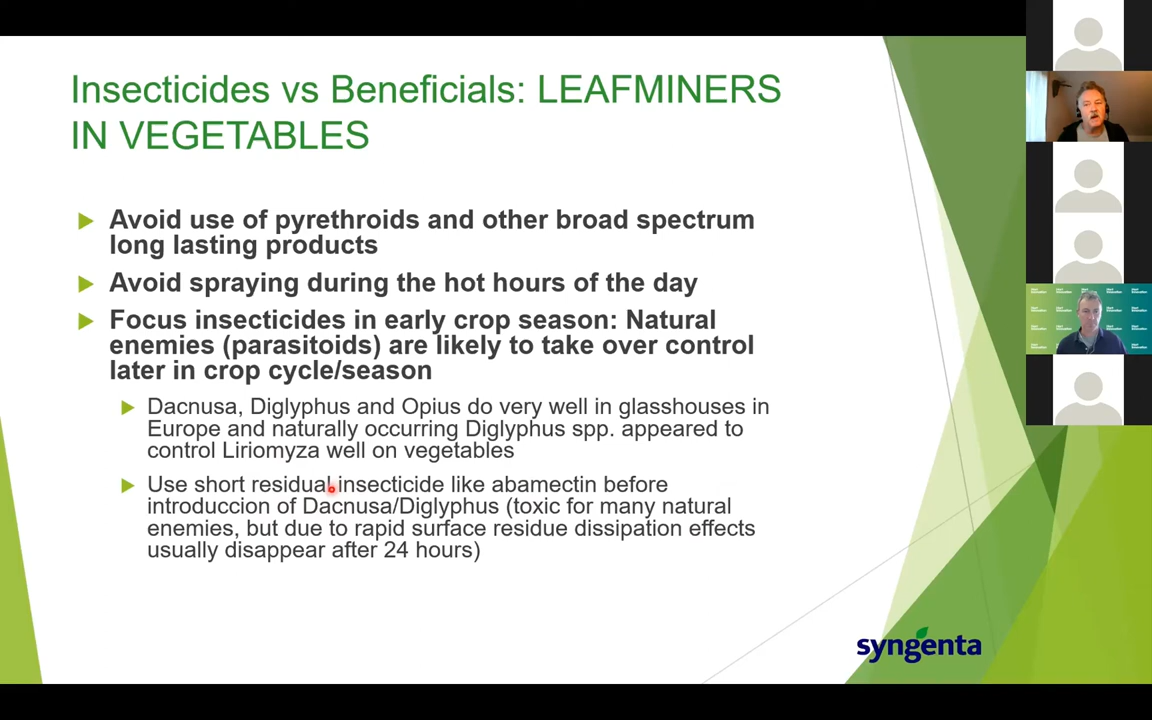 Insecticides vs Beneficials: LEAFMINERS
IN VEGETABLES
Avoid use of pyrethroids and other broad spectrum
long lasting products
Avoid spraying during the hot hours of the day
Focus insecticides in early crop season: Natural
enemies (parasitoids) are likely to take over control
later in crop cycle/season
Dacnusa, Diglyphus and Opius do very well in glasshouses in
Europe and naturally occurring Diglyphus spp. appeared to
control Liriomyza well on vegetables
Use short residual insecticide like abamectin before
introduccion of Dacnusa/Diglyphus (toxic for many natural
enemies, but due to rapid surface residue dissipation effects
usually disappear after 24 hours)
syngenta